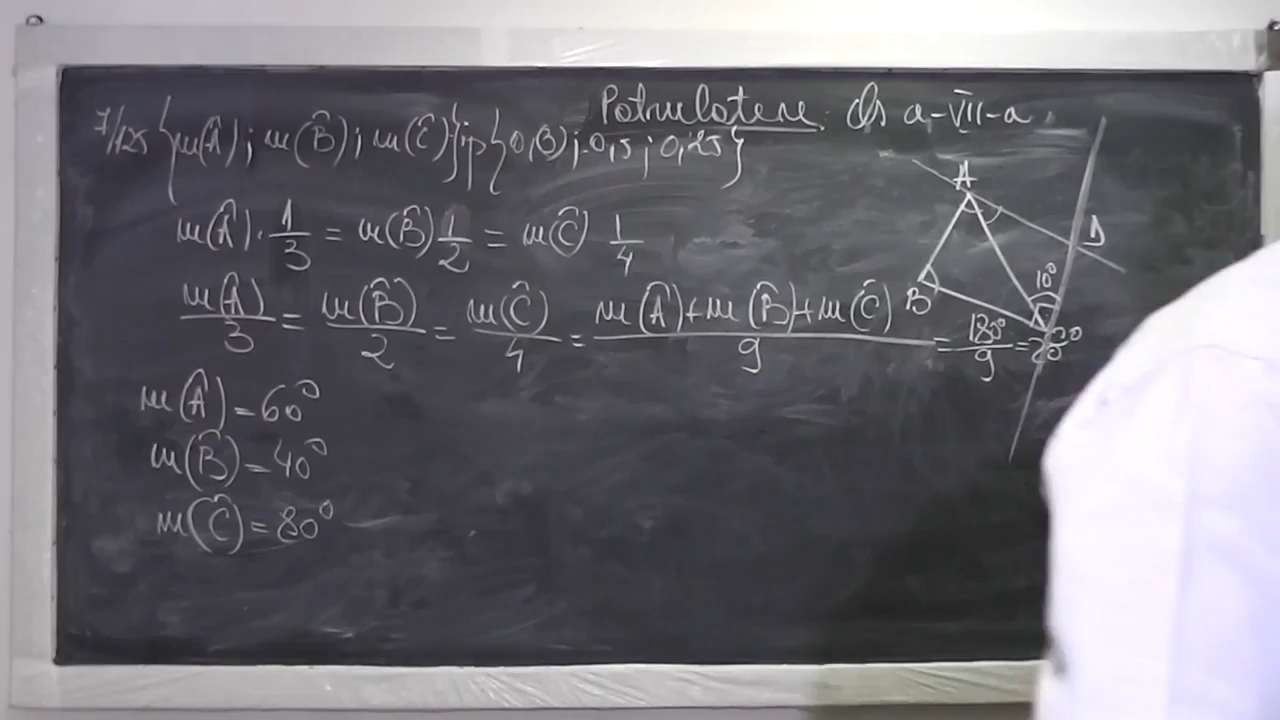 Patrulatere. Cls a-VII-a.
7/125 {m(Â); m(B̂); m(Ĉ)} ip {0,(3); 0,5; 0,25}
m(Â)·1/3 = m(B̂) 1/2 = m(Ĉ) 1/4
m(Â)/3 = m(B̂)/2 = m(Ĉ)/4 = (m(Â)+m(B̂)+m(Ĉ))/9 = 180°/9 = 20°
m(Â) = 60°
m(B̂) = 40°
m(Ĉ) = 80°
A
D
10°
B